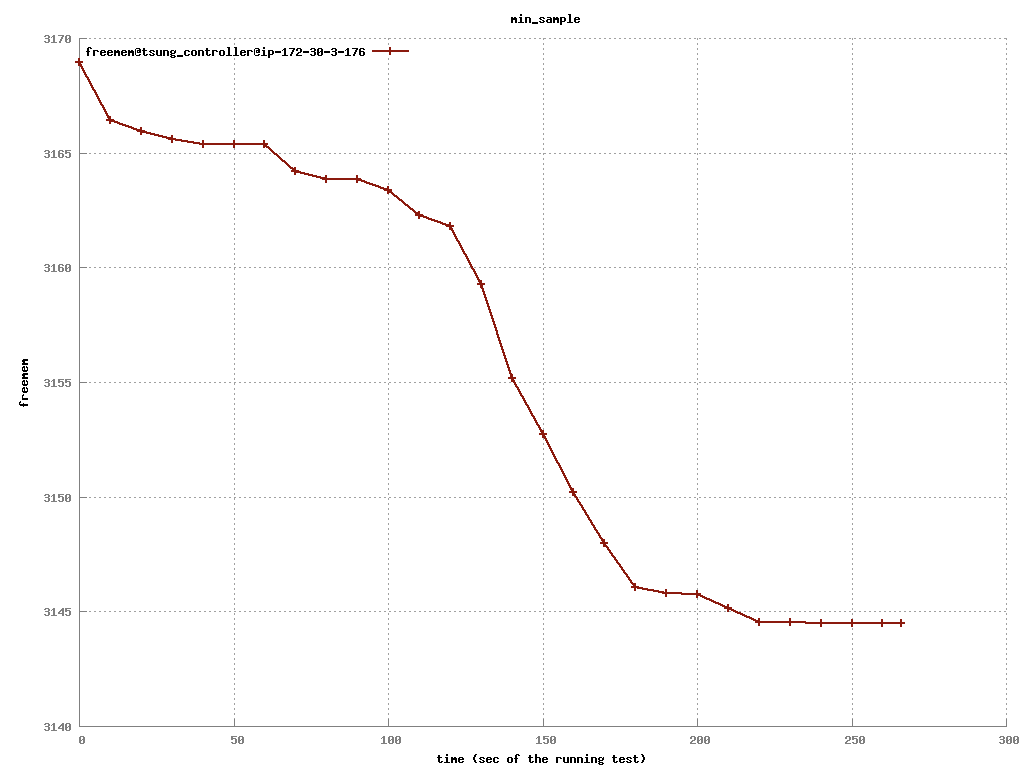 min_sample
freemem@tsung_controller@ip-172-30-3-176
3170
3165
3160
3155
3150
3145
3140
freemem
0 50 100 150 200 250 300
time (sec of the running test)